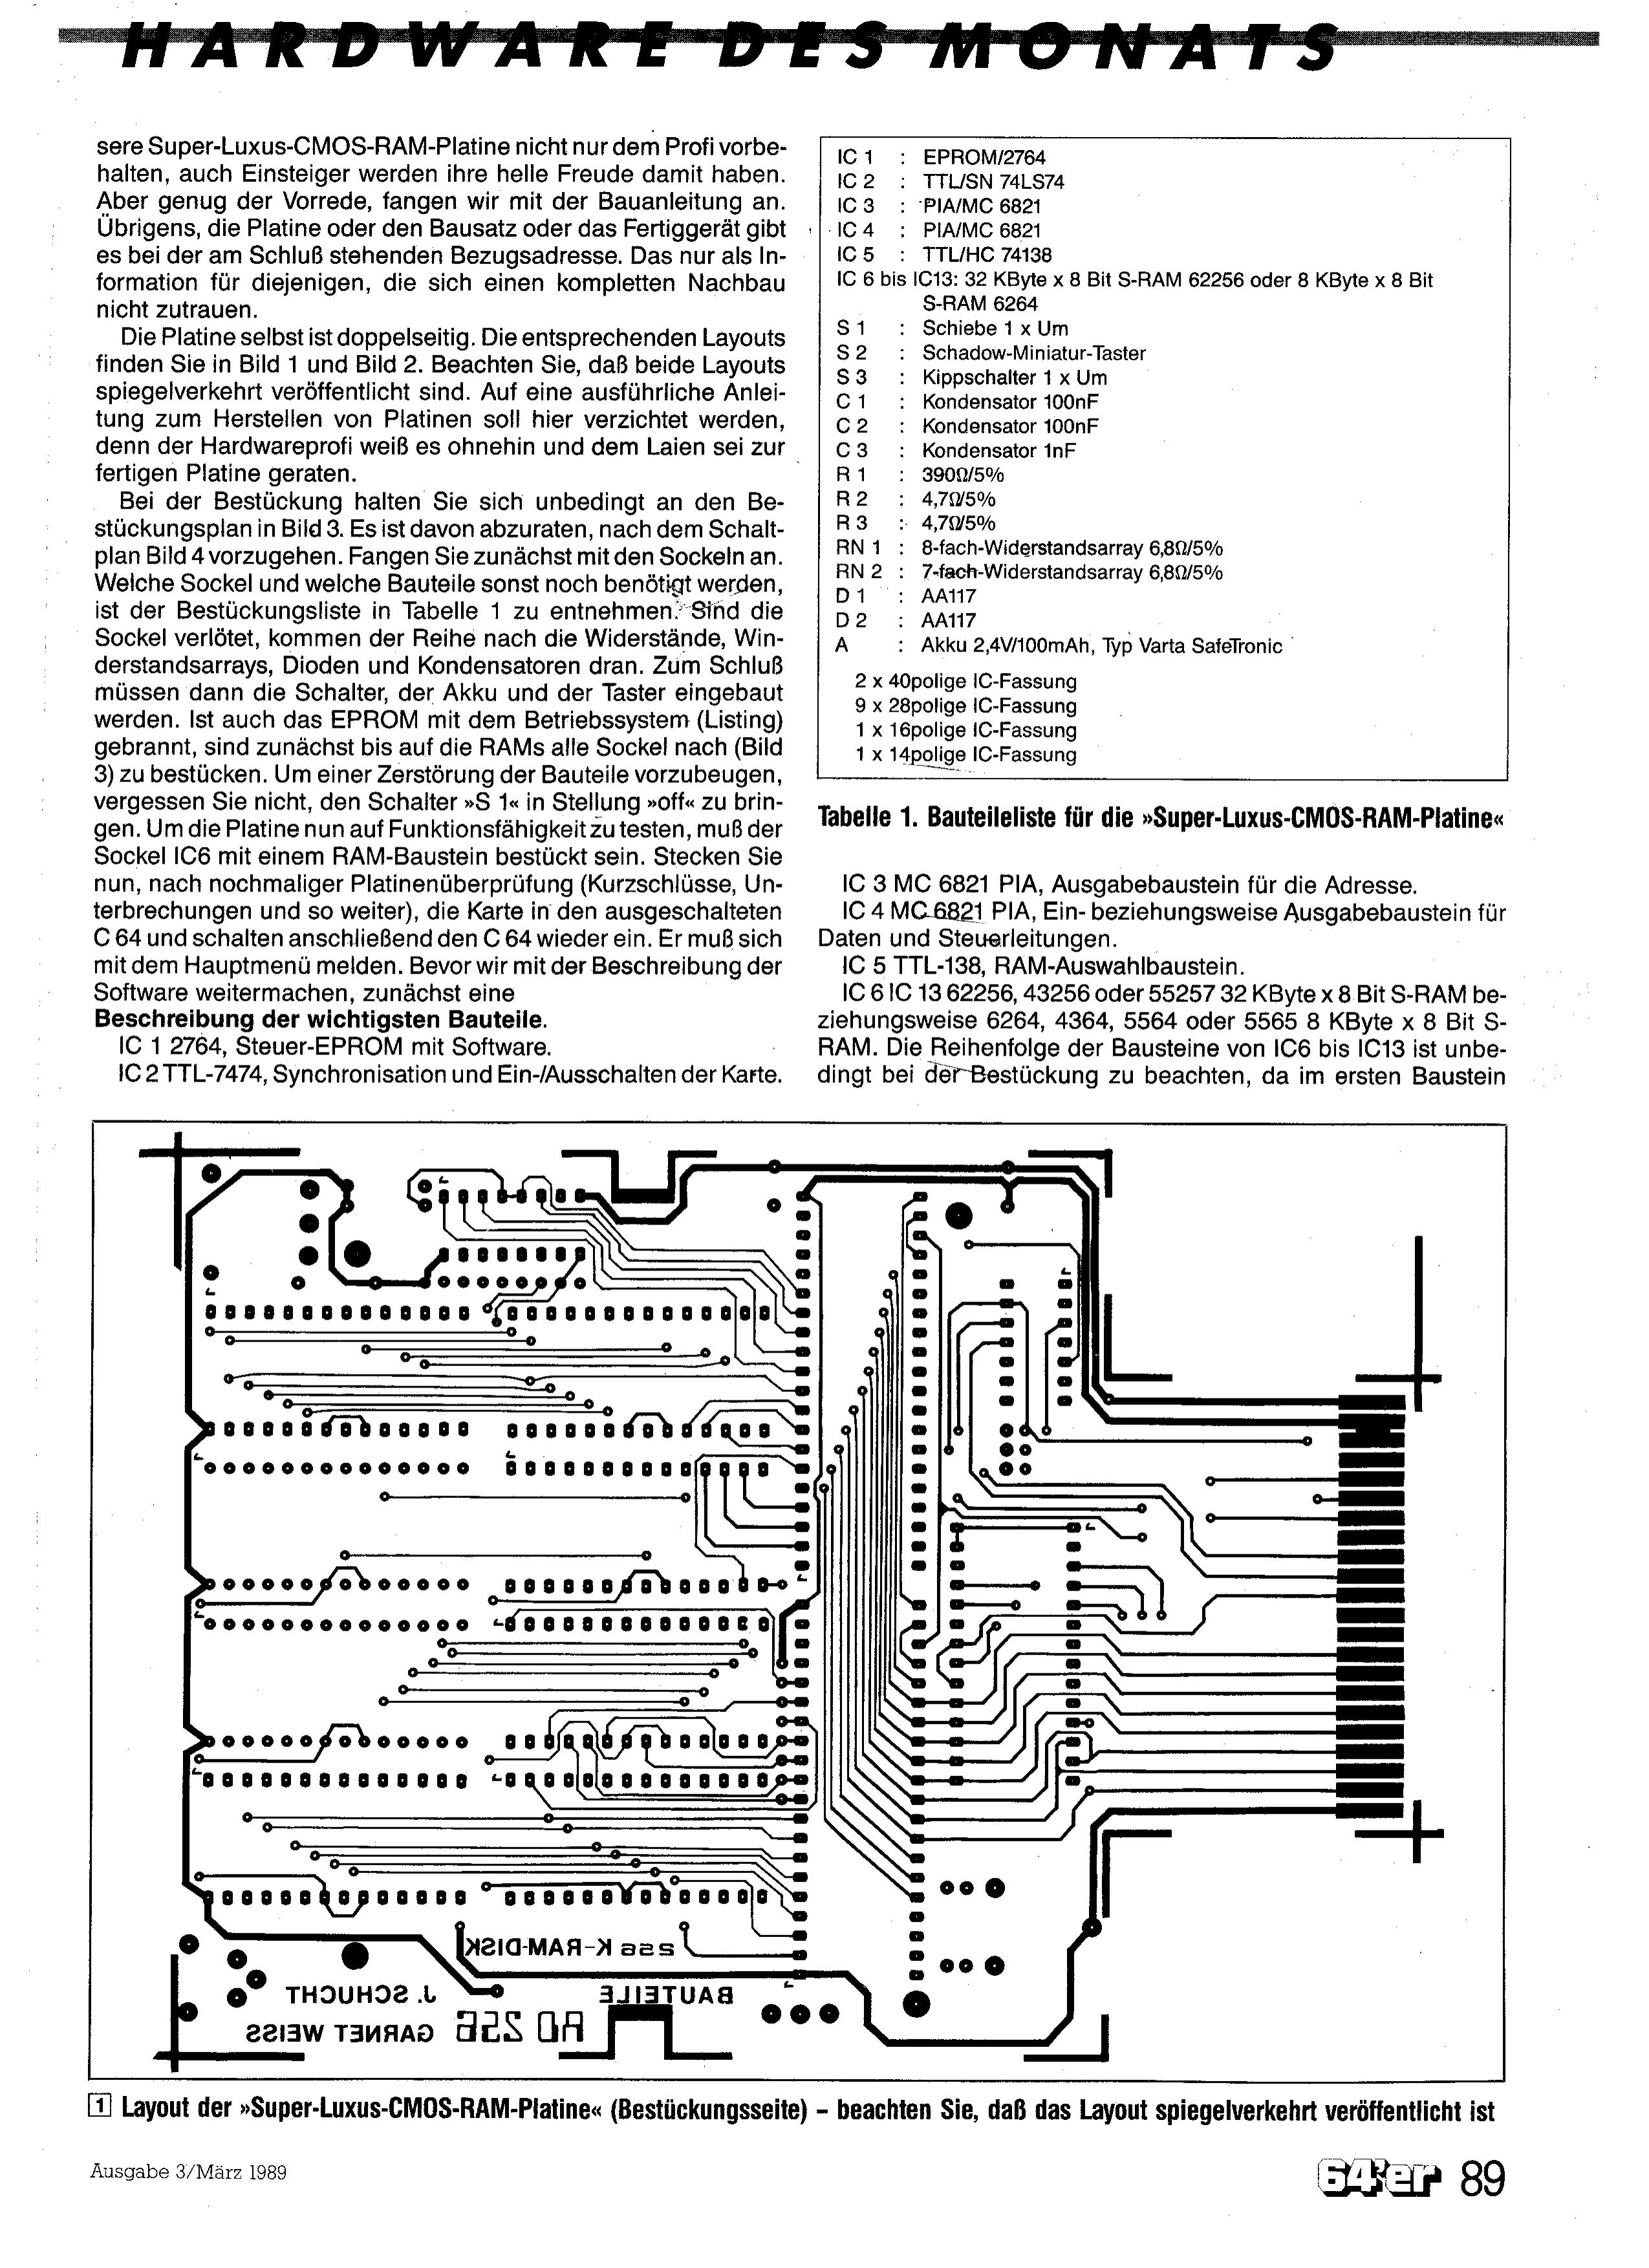 HARDWARE DES MONATS
sere Super-Luxus-CMOS-RAM-Platine nicht nur dem Profi vorbe-
halten, auch Einsteiger werden ihre helle Freude damit haben.
Aber genug der Vorrede, fangen wir mit der Bauanleitung an.
Übrigens, die Platine oder den Bausatz oder das Fertiggerät gibt
es bei der am Schluß stehenden Bezugsadresse. Das nur als In-
formation für diejenigen, die sich einen kompletten Nachbau
nicht zutrauen.
Die Platine selbst ist doppelseitig. Die entsprechenden Layouts
finden Sie in Bild 1 und Bild 2. Beachten Sie, daß beide Layouts
spiegelverkehrt veröffentlicht sind. Auf eine ausführliche Anlei-
tung zum Herstellen von Platinen soll hier verzichtet werden,
denn der Hardwareprofi weiß es ohnehin und dem Laien sei zur
fertigen Platine geraten.
Bei der Bestückung halten Sie sich unbedingt an den Be-
stückungsplan in Bild 3. Es ist davon abzuraten, nach dem Schalt-
plan Bild 4 vorzugehen. Fangen Sie zunächst mit den Sockeln an.
Welche Sockel und welche Bauteile sonst noch benötigt werden,
ist der Bestückungsliste in Tabelle 1 zu entnehmen. Sind die
Sockel verlötet, kommen der Reihe nach die Widerstände, Win-
derstandsarrays, Dioden und Kondensatoren dran. Zum Schluß
müssen dann die Schalter, der Akku und der Taster eingebaut
werden. Ist auch das EPROM mit dem Betriebssystem (Listing)
gebrannt, sind zunächst bis auf die RAMs alle Sockel nach (Bild
3) zu bestücken. Um einer Zerstörung der Bauteile vorzubeugen,
vergessen Sie nicht, den Schalter »S 1« in Stellung »off« zu brin-
gen. Um die Platine nun auf Funktionsfähigkeit zu testen, muß der
Sockel IC6 mit einem RAM-Baustein bestückt sein. Stecken Sie
nun, nach nochmaliger Platinenüberprüfung (Kurzschlüsse, Un-
terbrechungen und so weiter), die Karte in den ausgeschalteten
C 64 und schalten anschließend den C 64 wieder ein. Er muß sich
mit dem Hauptmenü melden. Bevor wir mit der Beschreibung der
Software weitermachen, zunächst eine
Beschreibung der wichtigsten Bauteile.
IC 1 2764, Steuer-EPROM mit Software.
IC 2 TTL-7474, Synchronisation und Ein-/Ausschalten der Karte.
IC 1 : EPROM/2764
IC 2 : TTL/SN 74LS74
IC 3 : PIA/MC 6821
IC 4 : PIA/MC 6821
IC 5 : TTL/HC 74138
IC 6 bis IC13: 32 KByte x 8 Bit S-RAM 62256 oder 8 KByte x 8 Bit
S-RAM 6264
S 1 : Schiebe 1 x Um
S 2 : Schadow-Miniatur-Taster
S 3 : Kippschalter 1 x Um
C 1 : Kondensator 100nF
C 2 : Kondensator 100nF
C 3 : Kondensator 1nF
R 1 : 390Ω/5%
R 2 : 4,7Ω/5%
R 3 : 4,7Ω/5%
RN 1 : 8-fach-Widerstandsarray 6,8Ω/5%
RN 2 : 7-fach-Widerstandsarray 6,8Ω/5%
D 1 : AA117
D 2 : AA117
A : Akku 2,4V/100mAh, Typ Varta SafeTronic
2 x 40polige IC-Fassung
9 x 28polige IC-Fassung
1 x 16polige IC-Fassung
1 x 14polige IC-Fassung
Tabelle 1. Bauteileliste für die »Super-Luxus-CMOS-RAM-Platine«
IC 3 MC 6821 PIA, Ausgabebaustein für die Adresse.
IC 4 MC 6821 PIA, Ein- beziehungsweise Ausgabebaustein für
Daten und Steuerleitungen.
IC 5 TTL-138, RAM-Auswahlbaustein.
IC 6 IC 13 62256, 43256 oder 55257 32 KByte x 8 Bit S-RAM be-
ziehungsweise 6264, 4364, 5564 oder 5565 8 KByte x 8 Bit S-
RAM. Die Reihenfolge der Bausteine von IC6 bis IC13 ist unbe-
dingt bei der Bestückung zu beachten, da im ersten Baustein
256 K-RAM-DISK
J. SCHUCHT
BAUTEILE
GARNET WEISS
RD 256
1 Layout der »Super-Luxus-CMOS-RAM-Platine« (Bestückungsseite) – beachten Sie, daß das Layout spiegelverkehrt veröffentlicht ist
Ausgabe 3/März 1989
64'er 89